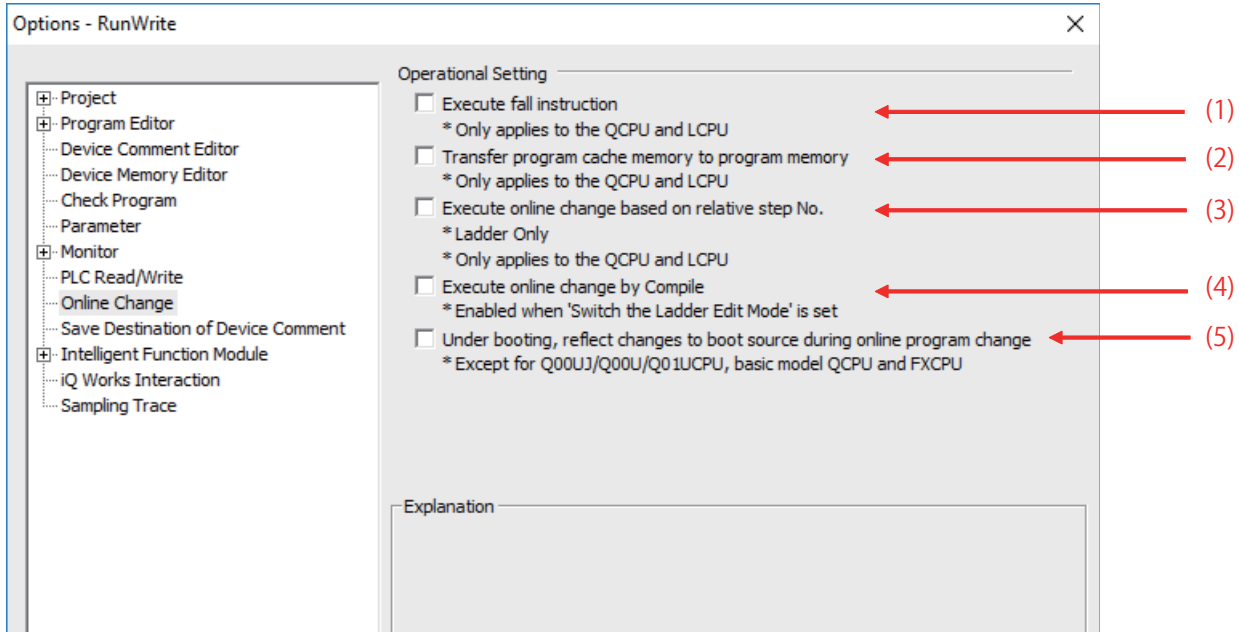 Options - RunWrite
Project
Program Editor
Device Comment Editor
Device Memory Editor
Check Program
Parameter
Monitor
PLC Read/Write
Online Change
Save Destination of Device Comment
Intelligent Function Module
iQ Works Interaction
Sampling Trace
Operational Setting
Execute fall instruction
* Only applies to the QCPU and LCPU
Transfer program cache memory to program memory
* Only applies to the QCPU and LCPU
Execute online change based on relative step No.
* Ladder Only
* Only applies to the QCPU and LCPU
Execute online change by Compile
* Enabled when 'Switch the Ladder Edit Mode' is set
Under booting, reflect changes to boot source during online program change
* Except for Q00UJ/Q00U/Q01UCPU, basic model QCPU and FXCPU
Explanation
(1)
(2)
(3)
(4)
(5)